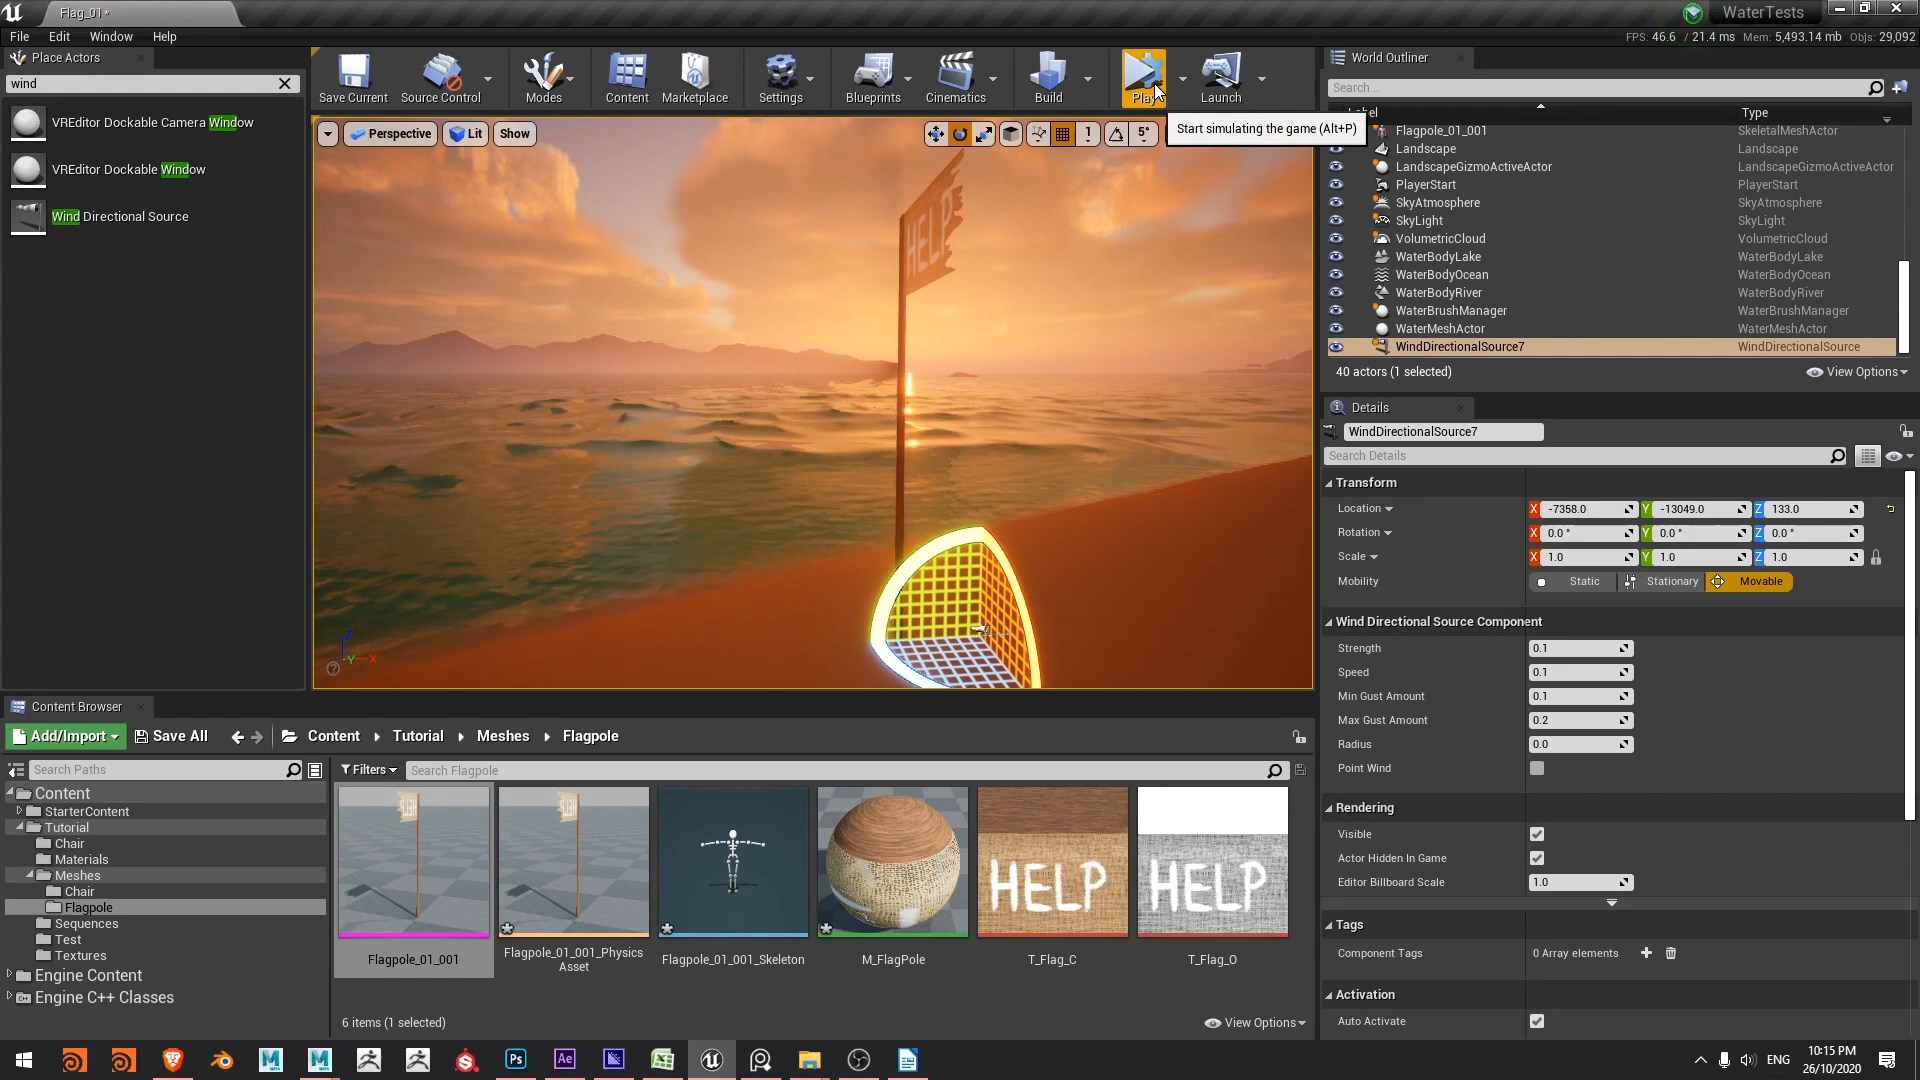 Flag_01*
WaterTests
File Edit Window Help
FPS: 46.6 / 21.4 ms Mem: 5,493.14 mb Objs: 29,092
Place Actors
wind
VREditor Dockable Camera Window
VREditor Dockable Window
Wind Directional Source
Save Current
Source Control
Modes
Content
Marketplace
Settings
Blueprints
Cinematics
Build
Play
Launch
Start simulating the game (Alt+P)
Perspective
Lit
Show
1
5°
HELP
Z
Y
X
World Outliner
Search...
Label
Type
Flagpole_01_001 SkeletalMeshActor
Landscape Landscape
LandscapeGizmoActiveActor LandscapeGizmoActiveActor
PlayerStart PlayerStart
SkyAtmosphere SkyAtmosphere
SkyLight SkyLight
VolumetricCloud VolumetricCloud
WaterBodyLake WaterBodyLake
WaterBodyOcean WaterBodyOcean
WaterBodyRiver WaterBodyRiver
WaterBrushManager WaterBrushManager
WaterMeshActor WaterMeshActor
WindDirectionalSource7 WindDirectionalSource
40 actors (1 selected)
View Options
Details
WindDirectionalSource7
Search Details
Transform
Location X -7358.0 Y -13049.0 Z 133.0
Rotation X 0.0 ° Y 0.0 ° Z 0.0 °
Scale X 1.0 Y 1.0 Z 1.0
Mobility Static Stationary Movable
Wind Directional Source Component
Strength 0.1
Speed 0.1
Min Gust Amount 0.1
Max Gust Amount 0.2
Radius 0.0
Point Wind
Rendering
Visible
Actor Hidden In Game
Editor Billboard Scale 1.0
Tags
Component Tags 0 Array elements
Activation
Auto Activate
Content Browser
Add/Import
Save All
Content Tutorial Meshes Flagpole
Search Paths
Filters
Search Flagpole
Content
StarterContent
Tutorial
Chair
Materials
Meshes
Chair
Flagpole
Sequences
Test
Textures
Engine Content
Engine C++ Classes
HELP
HELP
HELP
HELP
Flagpole_01_001
Flagpole_01_001_Physics
Asset
Flagpole_01_001_Skeleton
M_FlagPole
T_Flag_C
T_Flag_O
6 items (1 selected)
View Options
Ps
Ae
ENG
10:15 PM
26/10/2020